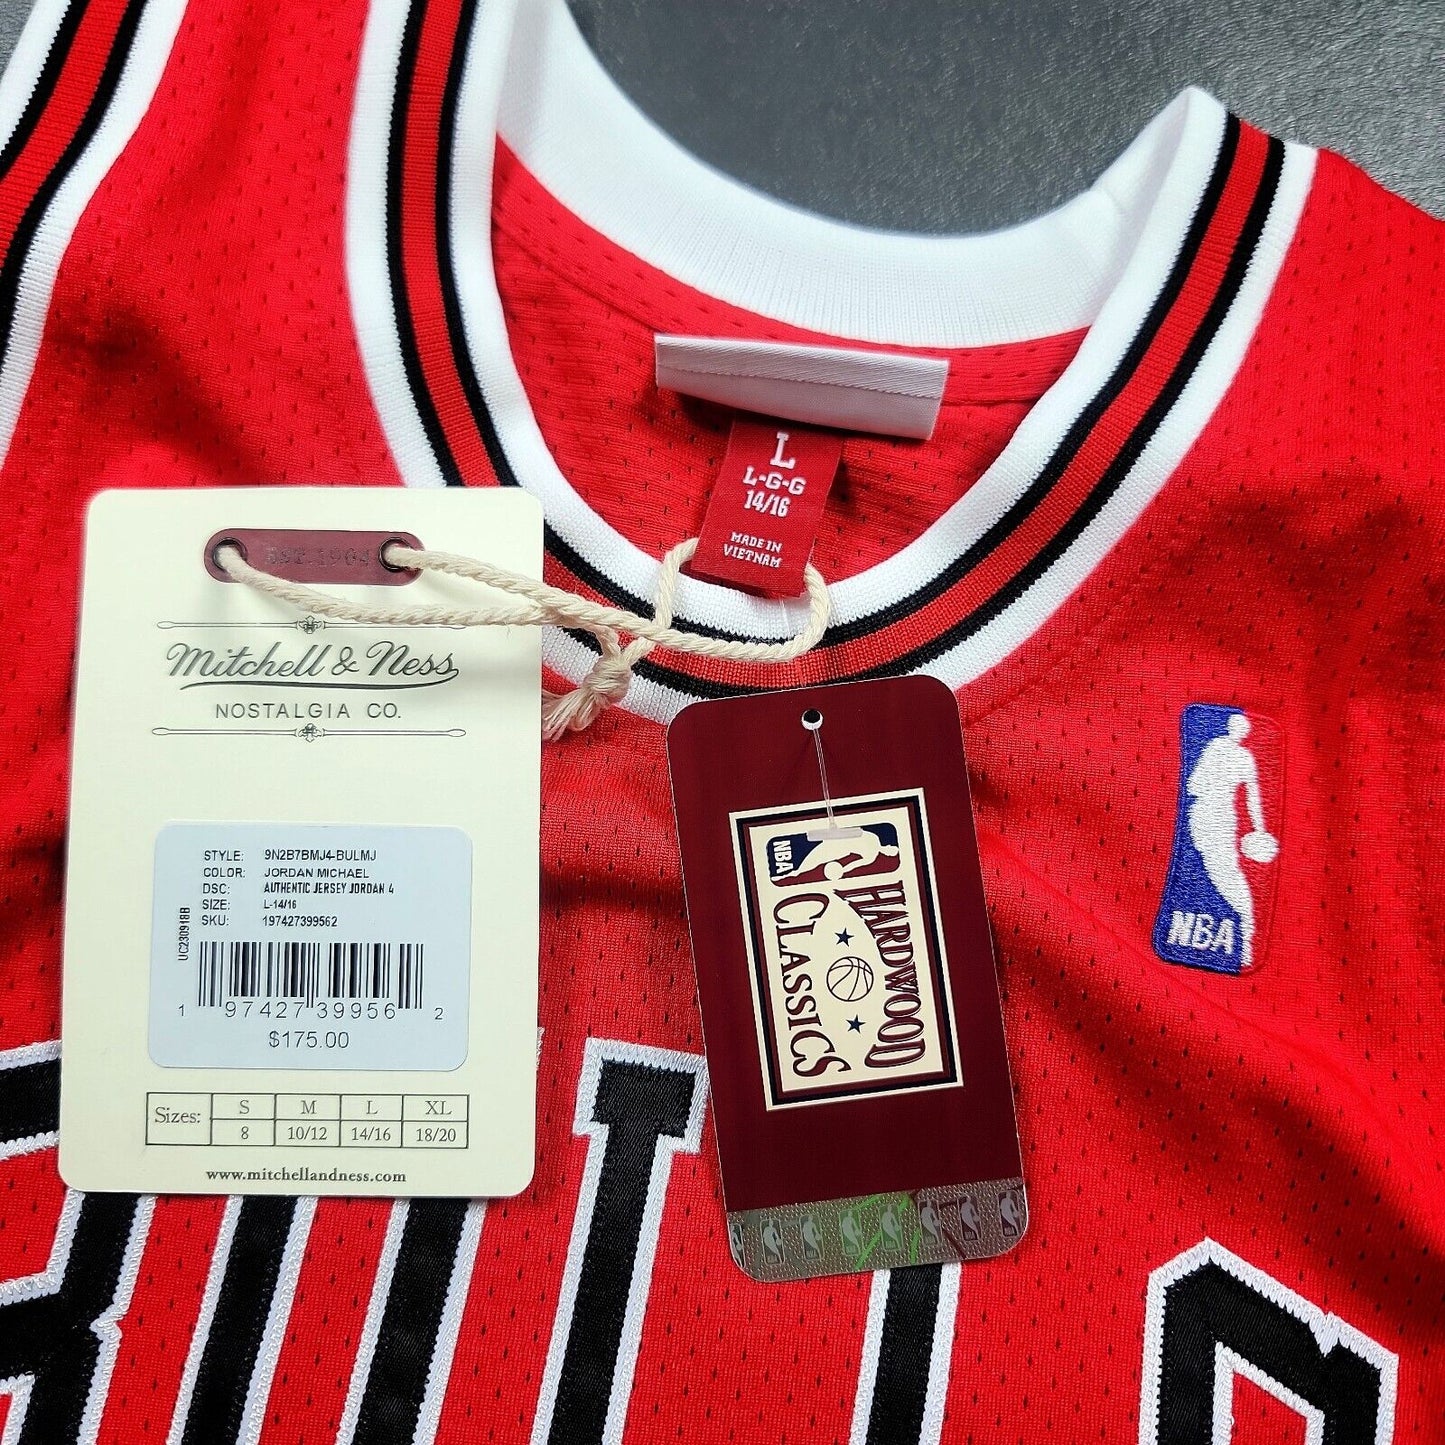 L
L-G-G
14/16
MADE IN
VIETNAM
EST. 1904
Mitchell & Ness
NOSTALGIA CO.
STYLE: 9N2B7BMJ4-BULMJ
COLOR: JORDAN MICHAEL
DSC: AUTHENTIC JERSEY JORDAN 4
SIZE: L-14/16
SKU: 197427399562
UC230918B
1 97427 39956 2
$175.00
Sizes: S M L XL
8 10/12 14/16 18/20
www.mitchellandness.com
NBA
HARDWOOD
CLASSICS
NBA